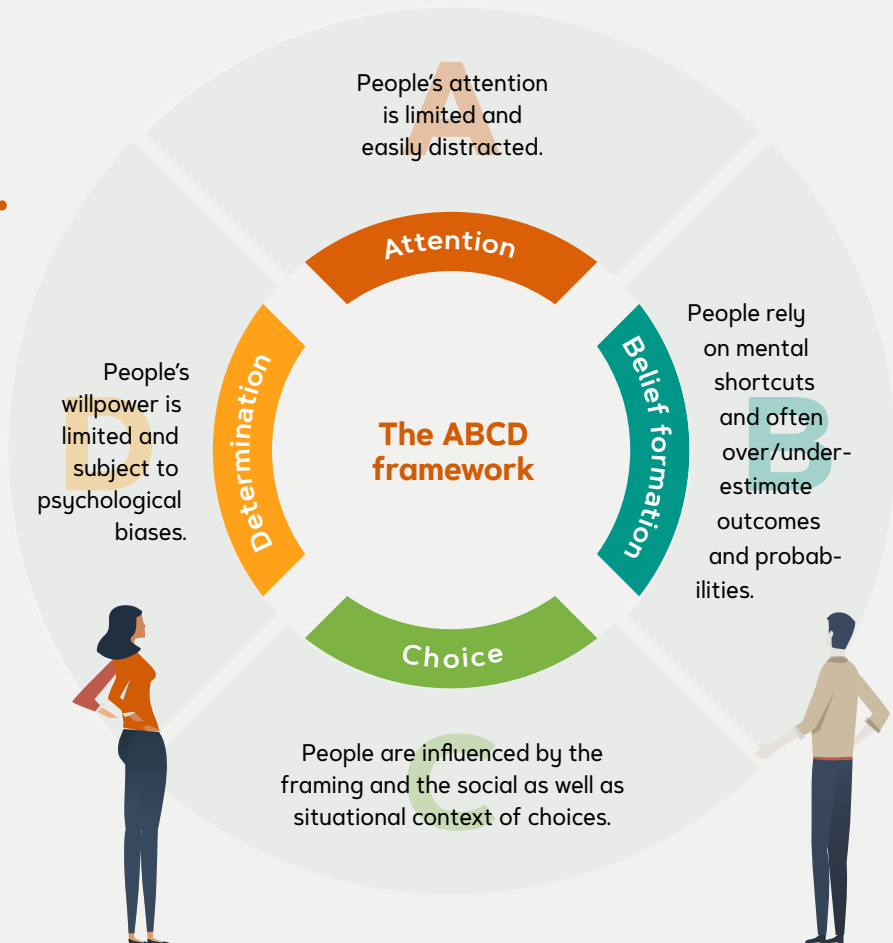 A
People's attention
is limited and
easily distracted.
Attention
B
People rely
on mental
shortcuts
and often
over/under-
estimate
outcomes
and probab-
ilities.
Belief formation
The ABCD
framework
D
People's
willpower is
limited and
subject to
psychological
biases.
Determination
Choice
C
People are influenced by the
framing and the social as well as
situational context of choices.